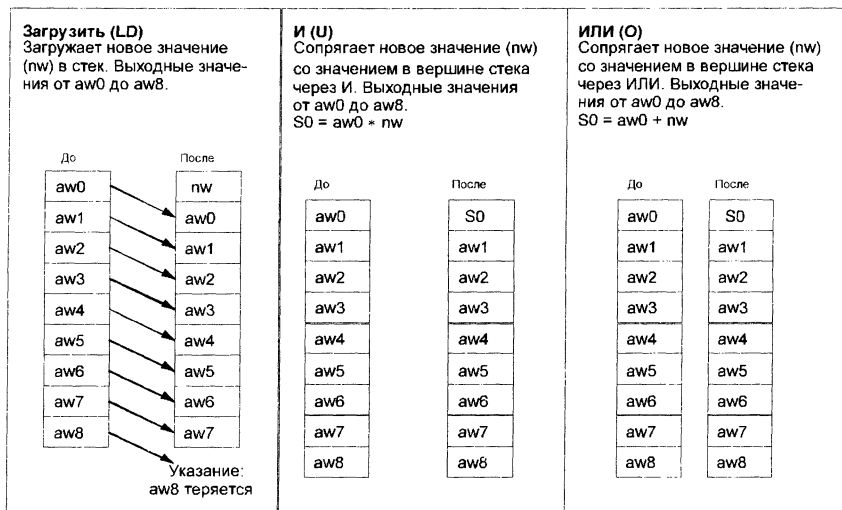 Загрузить (LD)
Загружает новое значение
(nw) в стек. Выходные значе-
ния от aw0 до aw8.
До
После
aw0
aw1
aw2
aw3
aw4
aw5
aw6
aw7
aw8
nw
aw0
aw1
aw2
aw3
aw4
aw5
aw6
aw7
Указание:
aw8 теряется
И (U)
Сопрягает новое значение (nw)
со значением в вершине стека
через И. Выходные значения
от aw0 до aw8.
S0 = aw0 * nw
До
После
aw0
aw1
aw2
aw3
aw4
aw5
aw6
aw7
aw8
S0
aw1
aw2
aw3
aw4
aw5
aw6
aw7
aw8
ИЛИ (O)
Сопрягает новое значение (nw)
со значением в вершине стека
через ИЛИ. Выходные значе-
ния от aw0 до aw8.
S0 = aw0 + nw
До
После
aw0
aw1
aw2
aw3
aw4
aw5
aw6
aw7
aw8
S0
aw1
aw2
aw3
aw4
aw5
aw6
aw7
aw8